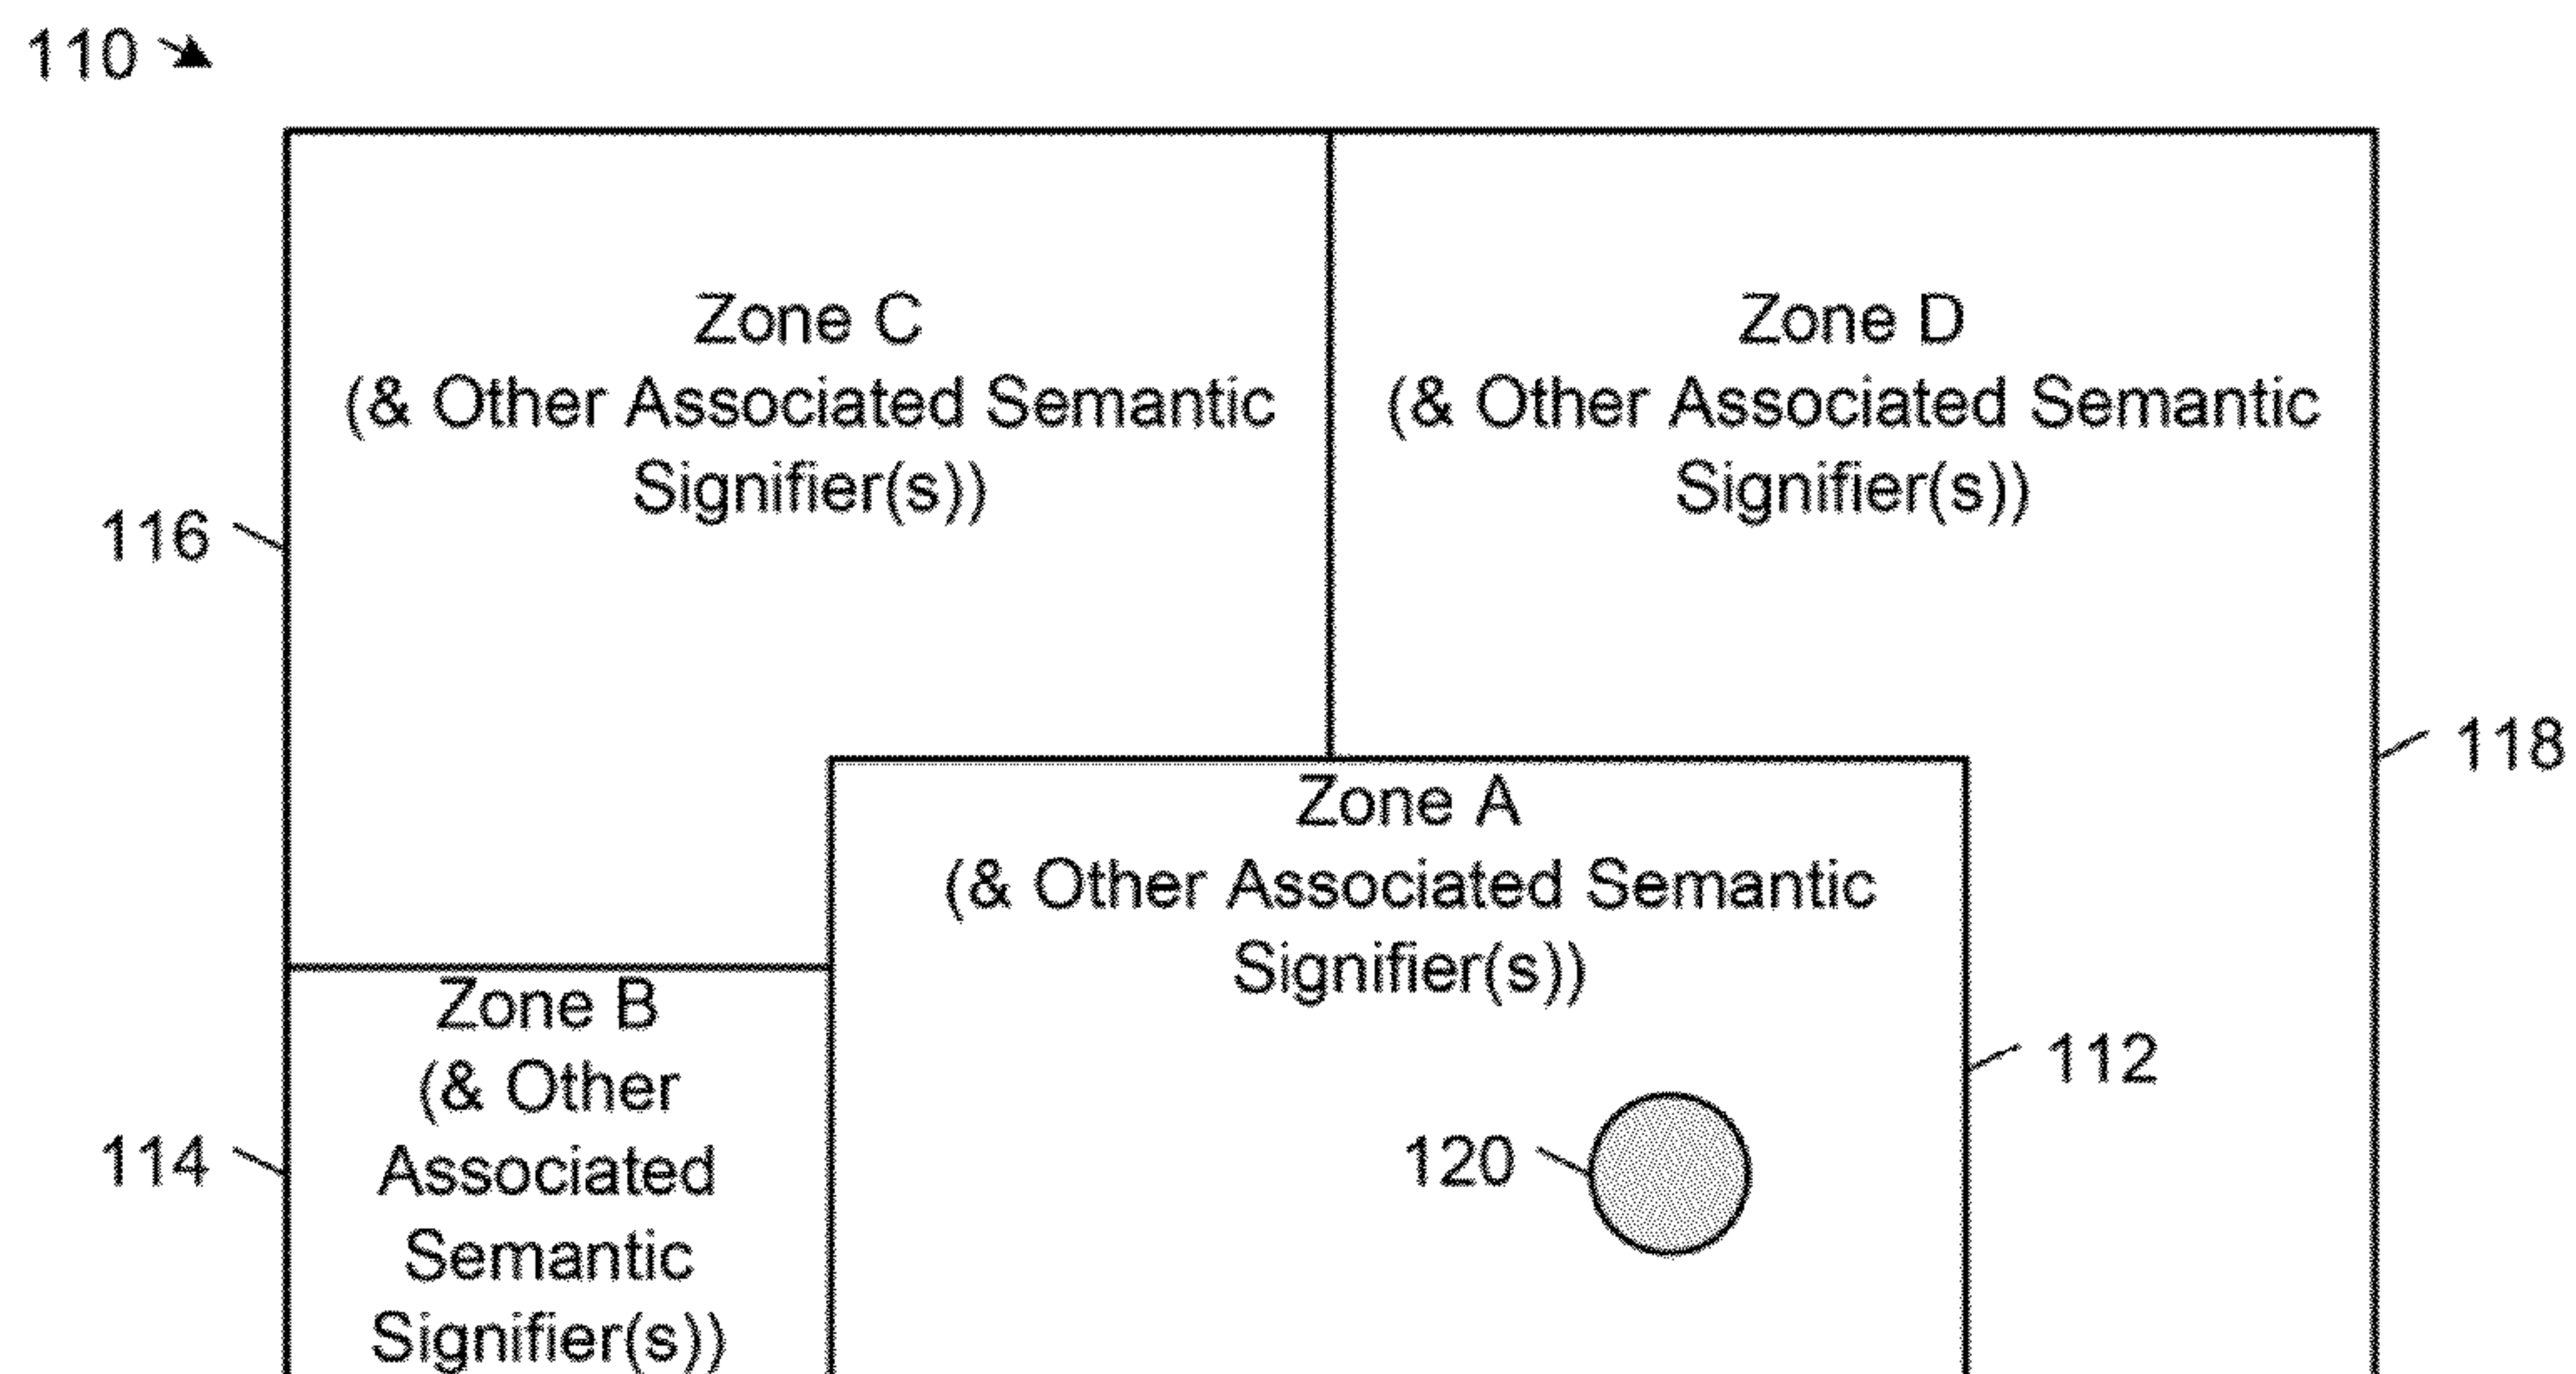 110
Zone C
(& Other Associated Semantic
Signifier(s))
Zone D
(& Other Associated Semantic
Signifier(s))
116
118
Zone A
(& Other Associated Semantic
Signifier(s))
Zone B
(& Other
Associated
Semantic
Signifier(s))
112
114
120